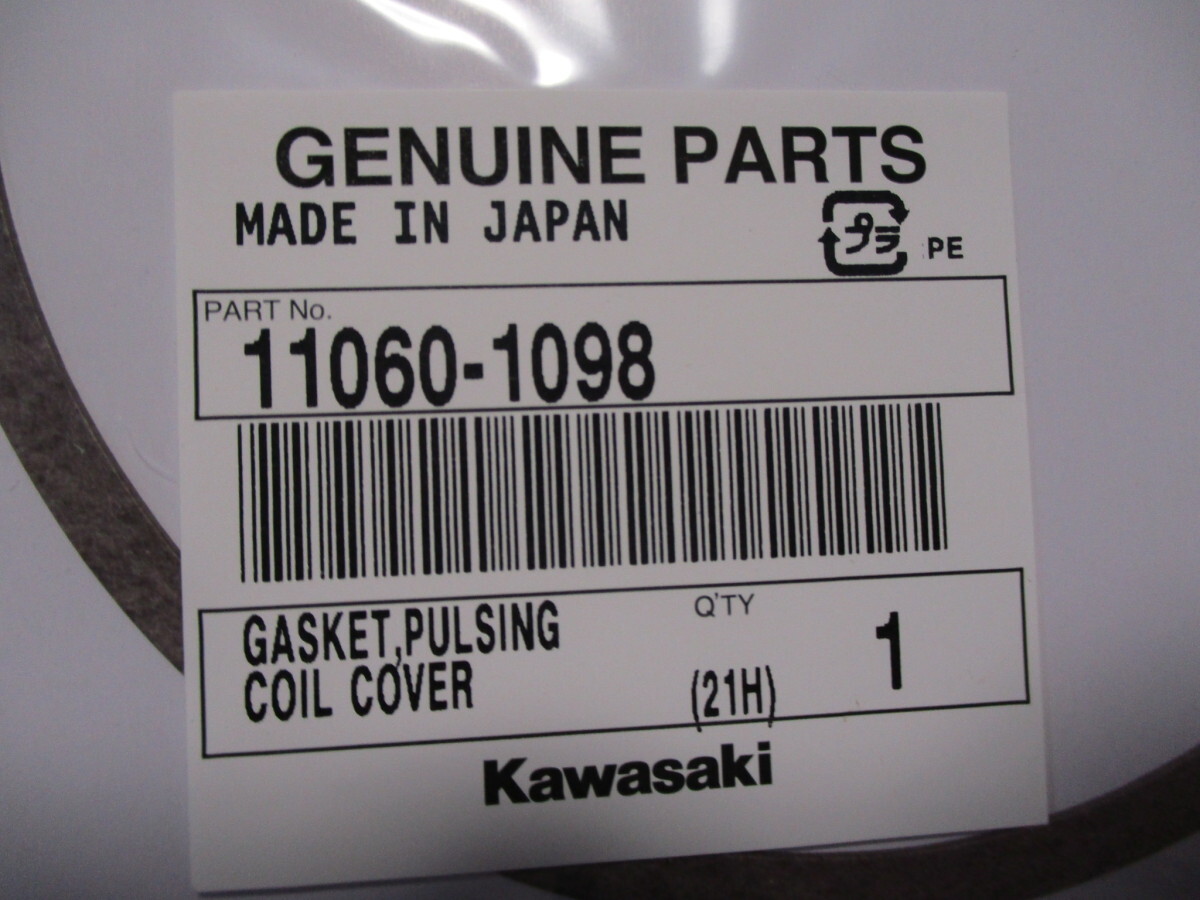 GENUINE PARTS
MADE IN JAPAN
プラ PE
PART No.
11060-1098
GASKET,PULSING Q'TY 1
COIL COVER (21H)
Kawasaki